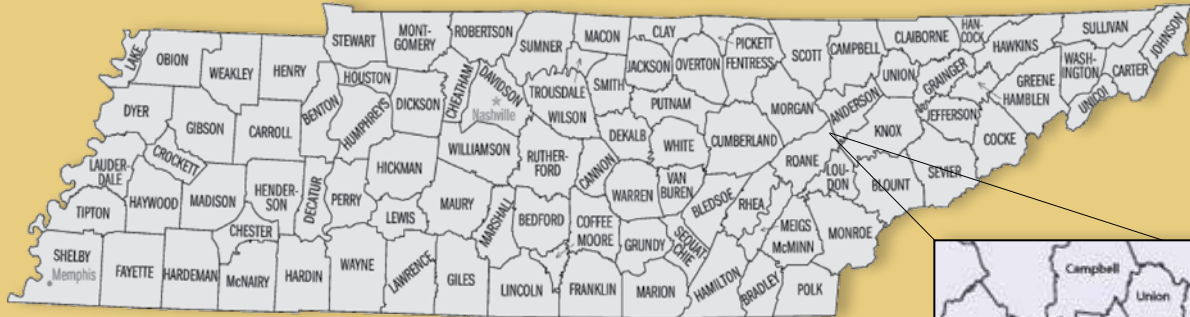 LAKE
OBION
WEAKLEY
HENRY
STEWART
MONT-
GOMERY
ROBERTSON
SUMNER
MACON
CLAY
PICKETT
FENTRESS
SCOTT
CAMPBELL
CLAIBORNE
HAN-
COCK
HAWKINS
SULLIVAN
JOHNSON
HOUSTON
CHEATHAM
DAVIDSON
Nashville
TROUSDALE
SMITH
JACKSON
OVERTON
UNION
GRAINGER
HAMBLEN
GREENE
WASH-
INGTON
CARTER
UNICOI
DYER
GIBSON
CARROLL
BENTON
HUMPHREYS
DICKSON
WILSON
PUTNAM
MORGAN
ANDERSON
KNOX
JEFFERSON
COCKE
CROCKETT
HICKMAN
WILLIAMSON
RUTHER-
FORD
CANNON
DEKALB
WHITE
CUMBERLAND
ROANE
LOU-
DON
BLOUNT
SEVIER
LAUDER-
DALE
HAYWOOD
MADISON
HENDER-
SON
DECATUR
PERRY
LEWIS
MAURY
MARSHALL
BEDFORD
COFFEE
MOORE
WARREN
VAN
BUREN
BLEDSOE
RHEA
MEIGS
McMINN
MONROE
TIPTON
CHESTER
GRUNDY
SEQUAT-
CHIE
SHELBY
Memphis
FAYETTE
HARDEMAN
McNAIRY
HARDIN
WAYNE
LAWRENCE
GILES
LINCOLN
FRANKLIN
MARION
HAMILTON
BRADLEY
POLK
Campbell
Union